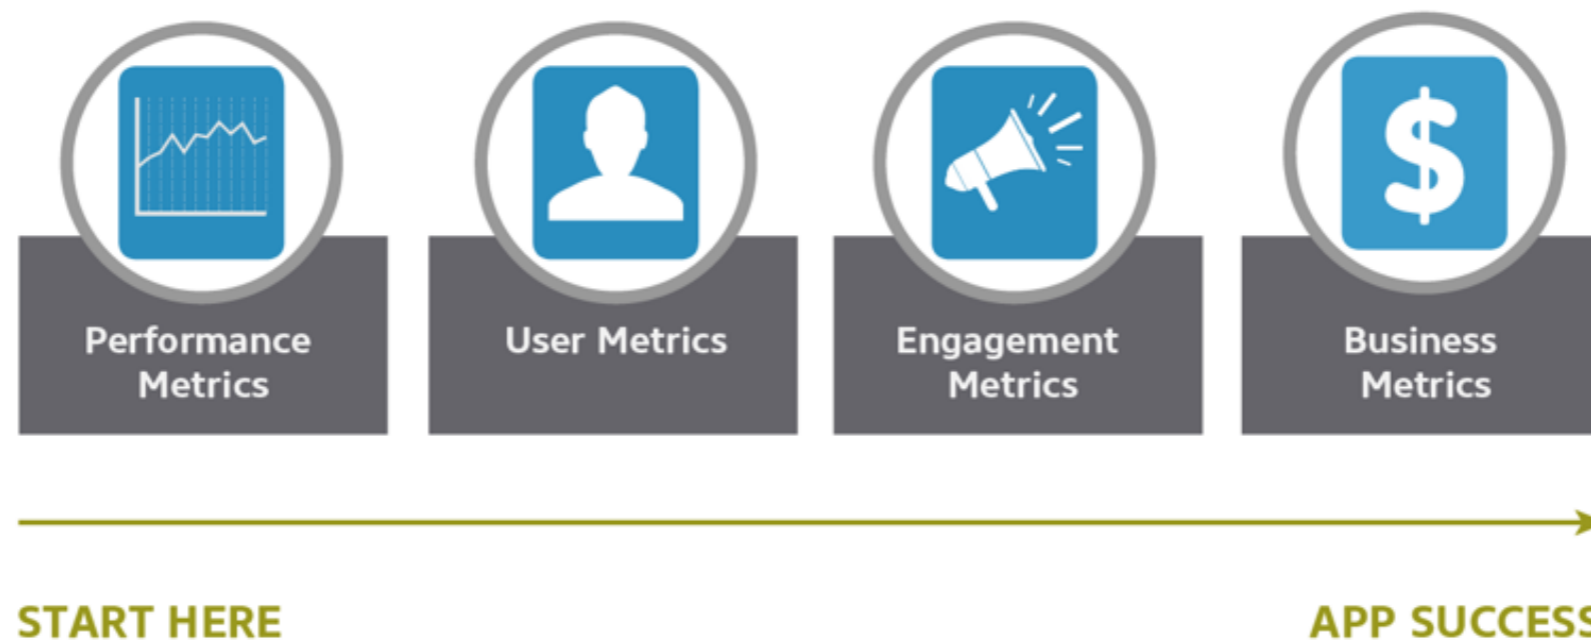 Performance
Metrics
User Metrics
Engagement
Metrics
Business
Metrics
START HERE
APP SUCCESS